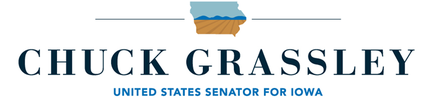 CHUCK GRASSLEY
UNITED STATES SENATOR FOR IOWA